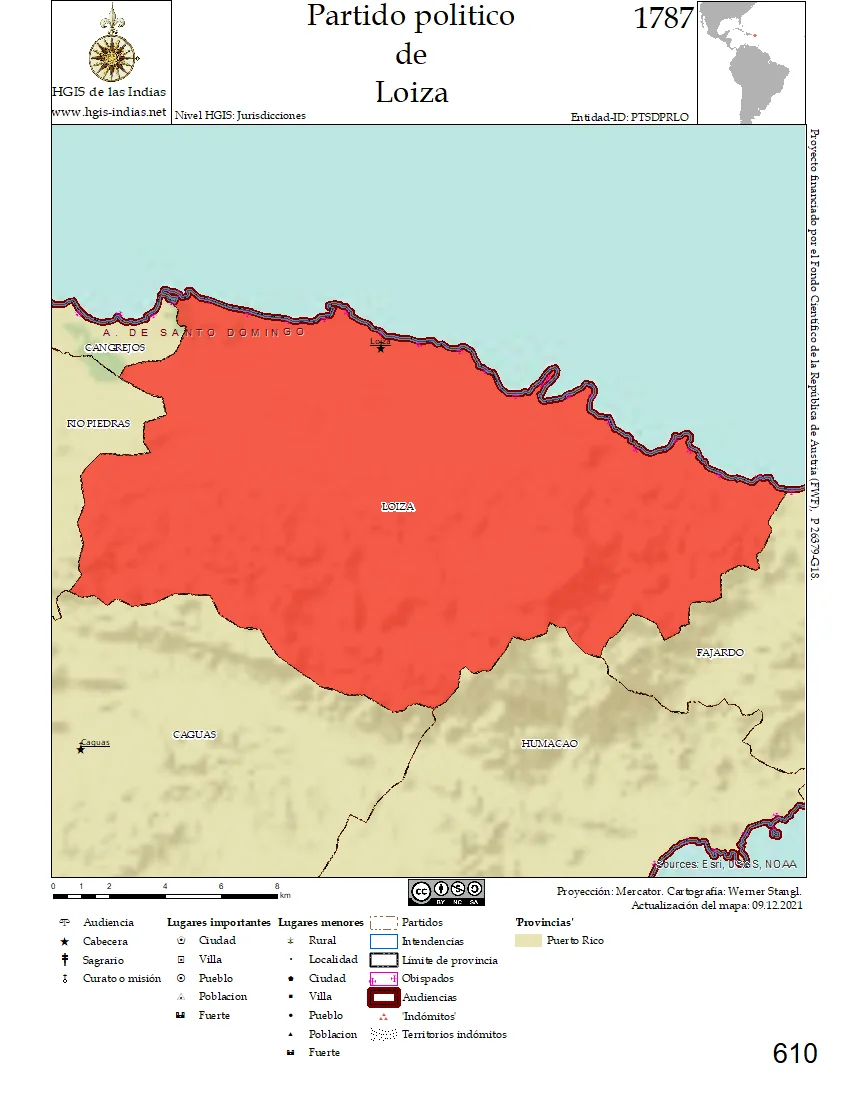 Partido politico
de
Loiza
1787
HGIS de las Indias
www.hgis-indias.net
Nivel HGIS: Jurisdicciones
Entidad-ID: PTSDPRLO
Proyecto financiado por el Fondo Científico de la República de Austria (FWF), P 26379-G18.
A. DE SANTO DOMINGO
CANGREJOS
Loiza
RIO PIEDRAS
LOIZA
FAJARDO
CAGUAS
Caguas
HUMACAO
Sources: Esri, USGS, NOAA
0 1 2 4 6 8 km
CC BY NC SA
Proyección: Mercator. Cartografía: Werner Stangl.
Actualización del mapa: 09.12.2021
Audiencia
Cabecera
Sagrario
Curato o misión
Lugares importantes
Ciudad
Villa
Pueblo
Poblacion
Fuerte
Lugares menores
Rural
Localidad
Ciudad
Villa
Pueblo
Poblacion
Fuerte
Partidos
Intendencias
Límite de provincia
Obispados
Audiencias
'Indómitos'
Territorios indómitos
'Provincias'
Puerto Rico
610